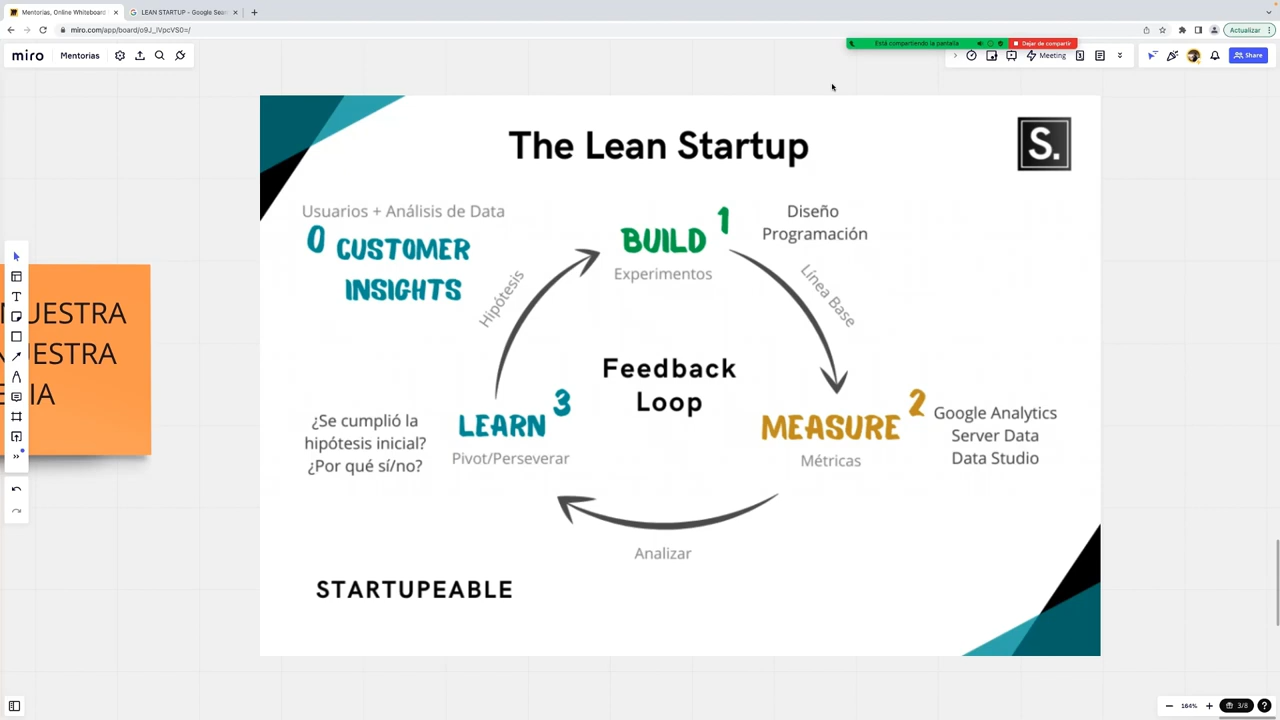 Mentorías, Online Whiteboard
LEAN STARTUP - Google Sear
miro.com/app/board/o9J_lVpcVS0=/
Actualizar
Está compartiendo la pantalla
Dejar de compartir
miro
Mentorias
Meeting
Share
The Lean Startup
S.
Usuarios + Análisis de Data
0 CUSTOMER
INSIGHTS
BUILD 1
Experimentos
Diseño
Programación
Hipótesis
Línea Base
Feedback
Loop
UESTRA
UESTRA
IA
¿Se cumplió la
hipótesis inicial?
¿Por qué sí/no?
LEARN 3
Pivot/Perseverar
MEASURE 2
Métricas
Google Analytics
Server Data
Data Studio
Analizar
STARTUPEABLE
164%
3/8